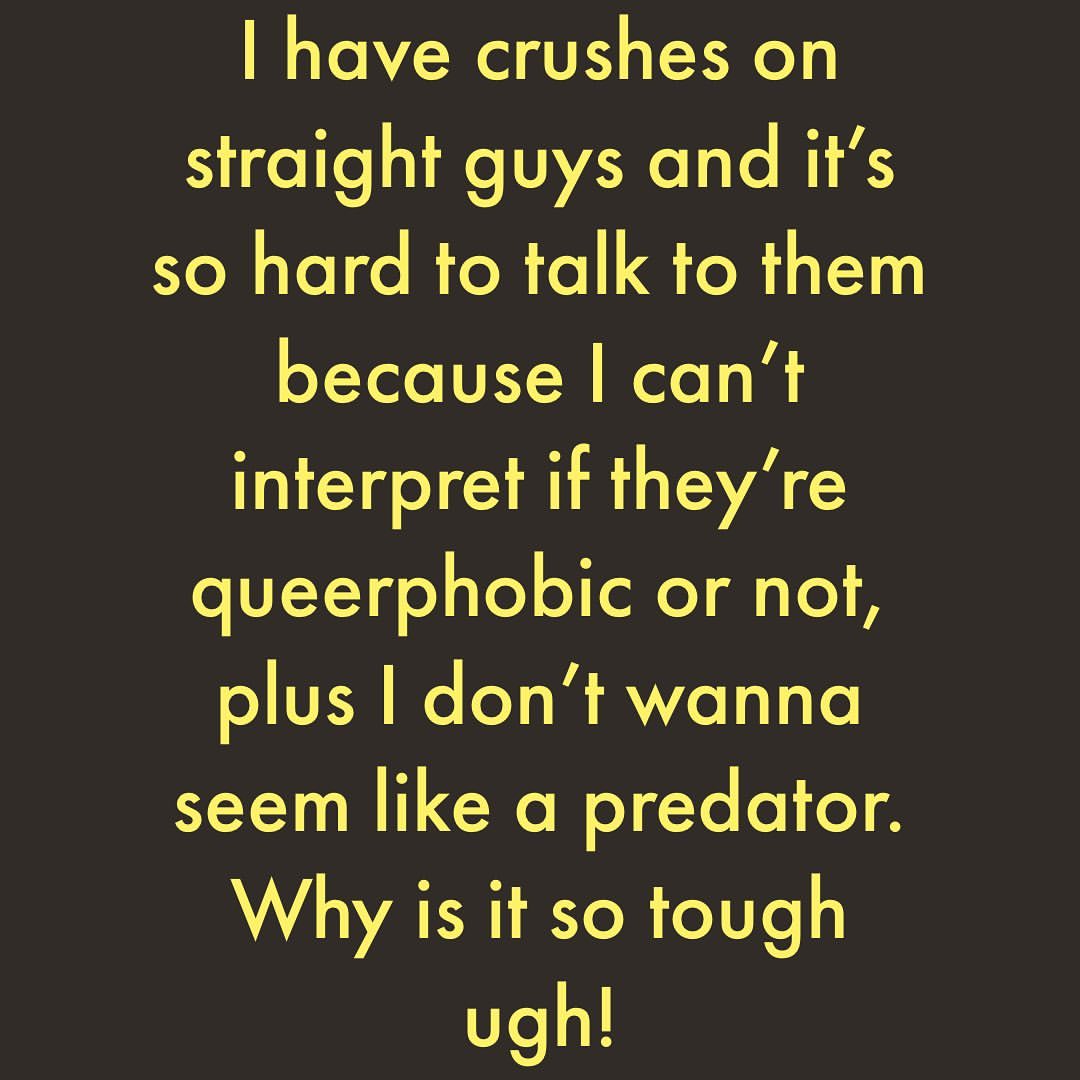 I have crushes on
straight guys and it’s
so hard to talk to them
because I can’t
interpret if they’re
queerphobic or not,
plus I don’t wanna
seem like a predator.
Why is it so tough
ugh!